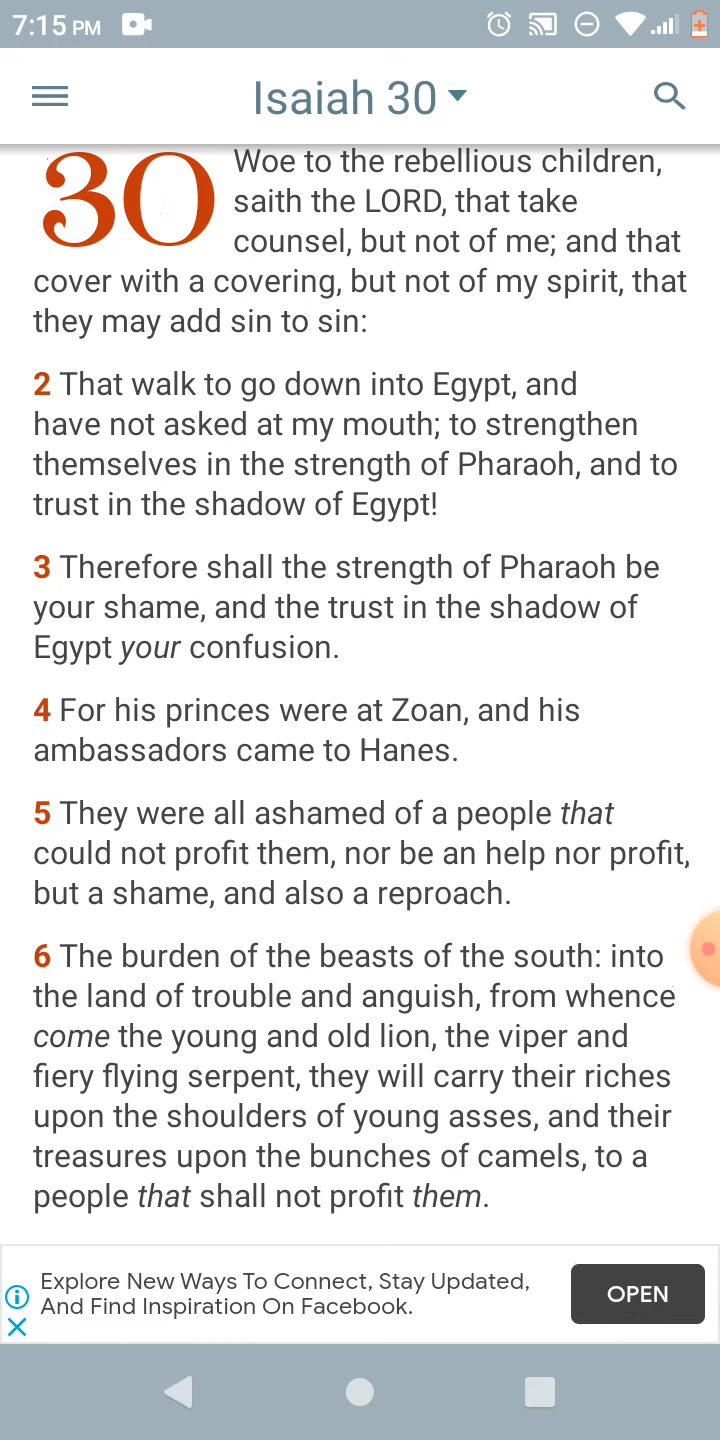 7:15 PM
Isaiah 30
30 Woe to the rebellious children,
saith the LORD, that take
counsel, but not of me; and that
cover with a covering, but not of my spirit, that
they may add sin to sin:
2 That walk to go down into Egypt, and
have not asked at my mouth; to strengthen
themselves in the strength of Pharaoh, and to
trust in the shadow of Egypt!
3 Therefore shall the strength of Pharaoh be
your shame, and the trust in the shadow of
Egypt your confusion.
4 For his princes were at Zoan, and his
ambassadors came to Hanes.
5 They were all ashamed of a people that
could not profit them, nor be an help nor profit,
but a shame, and also a reproach.
6 The burden of the beasts of the south: into
the land of trouble and anguish, from whence
come the young and old lion, the viper and
fiery flying serpent, they will carry their riches
upon the shoulders of young asses, and their
treasures upon the bunches of camels, to a
people that shall not profit them.
Explore New Ways To Connect, Stay Updated,
And Find Inspiration On Facebook.
OPEN